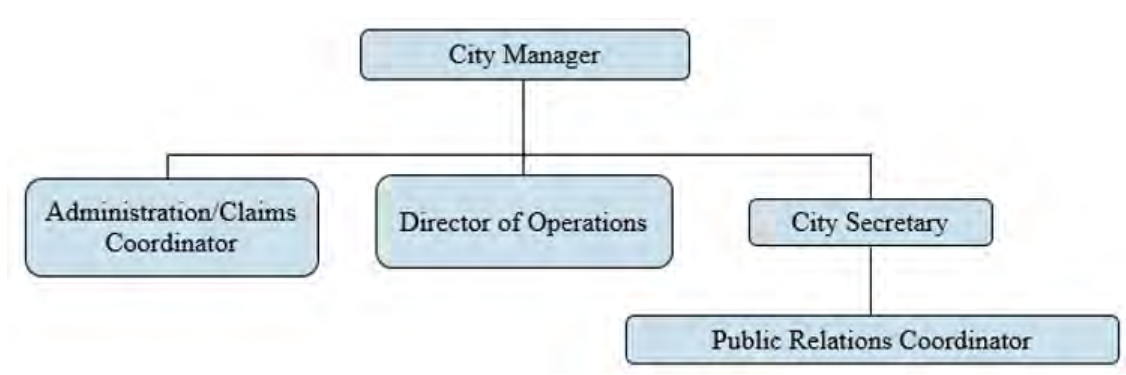 City Manager
Administration/Claims
Coordinator
Director of Operations
City Secretary
Public Relations Coordinator